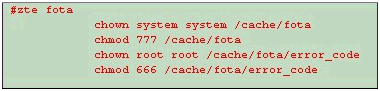 #zte fota
chown system system /cache/fota
chmod 777 /cache/fota
chown root root /cache/fota/error_code
chmod 666 /cache/fota/error_code